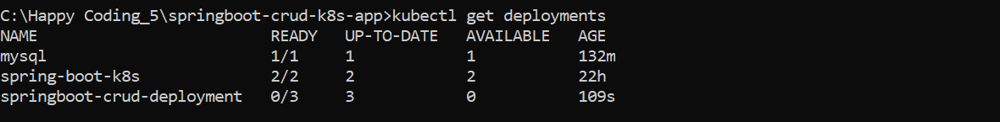 C:\Happy Coding_5\springboot-crud-k8s-app>kubectl get deployments
NAME READY UP-TO-DATE AVAILABLE AGE
mysql 1/1 1 1 132m
spring-boot-k8s 2/2 2 2 22h
springboot-crud-deployment 0/3 3 0 109s